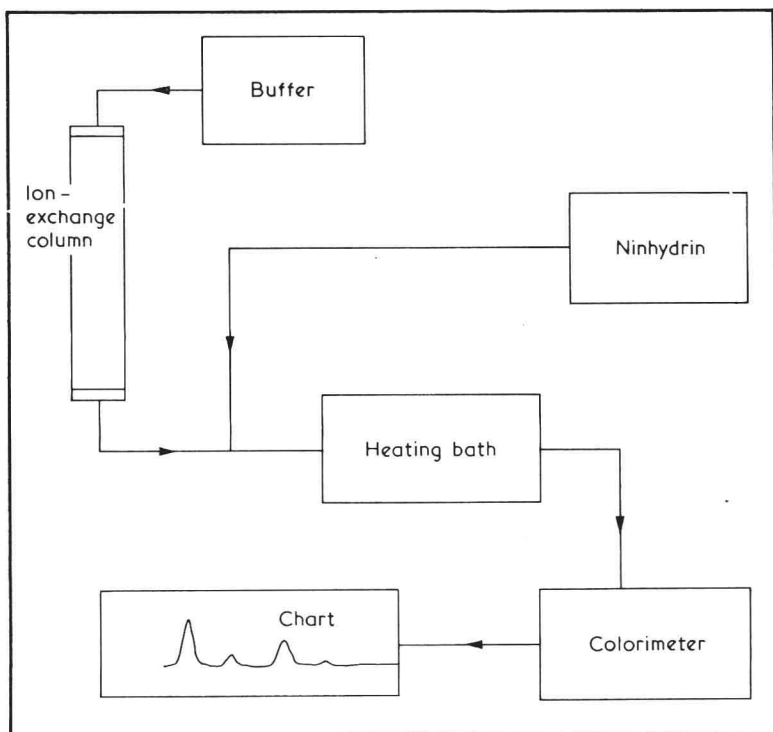 Buffer
Ion-
exchange
column
Ninhydrin
Heating bath
Chart
Colorimeter